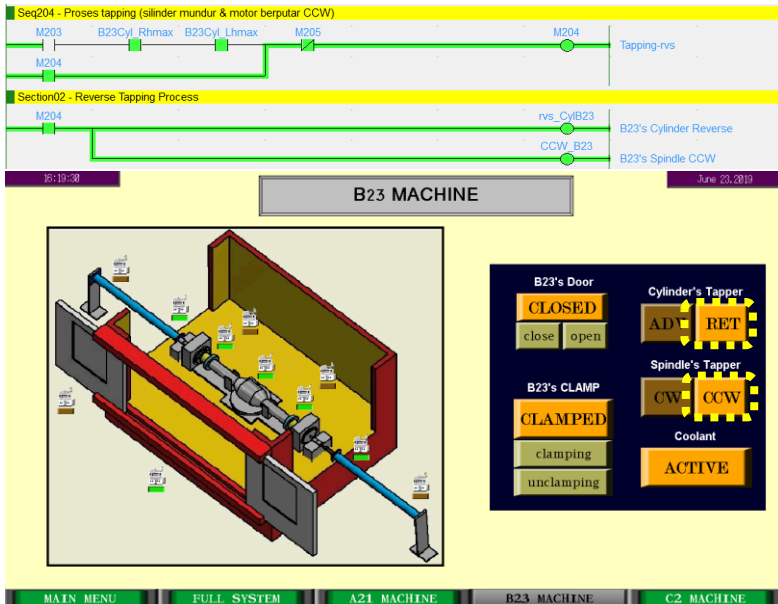 Seq204 - Proses tapping (silinder mundur & motor berputar CCW)
M203 B23Cyl_Rhmax B23Cyl_Lhmax M205 M204
Tapping-rvs
M204
Section02 - Reverse Tapping Process
M204 rvs_CylB23
B23's Cylinder Reverse
CCW_B23
B23's Spindle CCW
16:19:30
B23 MACHINE
June 23,2019
B23's Door
CLOSED
close open
Cylinder's Tapper
ADV RET
Spindle's Tapper
CW CCW
B23's CLAMP
CLAMPED
clamping
unclamping
Coolant
ACTIVE
MAIN MENU FULL SYSTEM A21 MACHINE B23 MACHINE C2 MACHINE